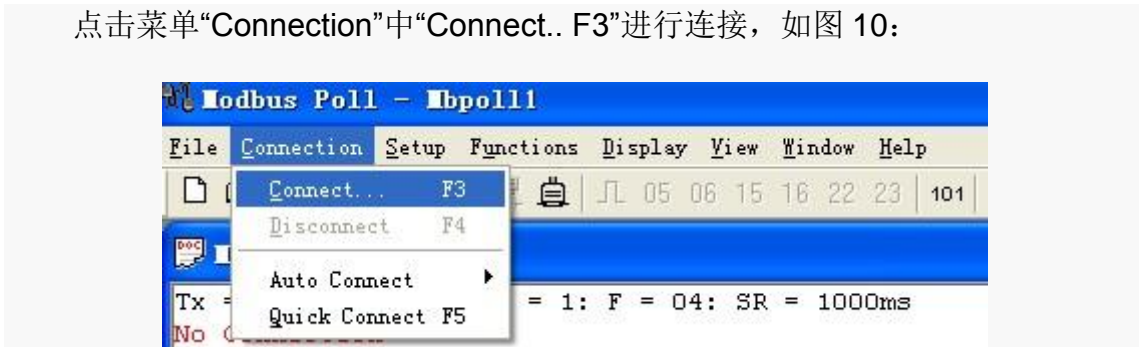 点击菜单“Connection”中“Connect.. F3”进行连接，如图 10：
Modbus Poll - Mbpoll1
File Connection Setup Functions Display View Window Help
Connect... F3
05 06 15 16 22 23 101
Disconnect F4
Auto Connect
Tx = = 1: F = 04: SR = 1000ms
Quick Connect F5
No